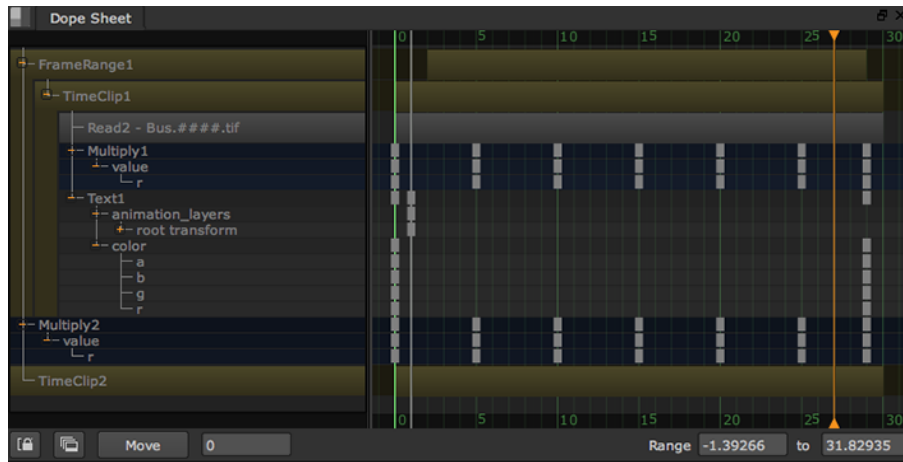 Dope Sheet
0 5 10 15 20 25 30
FrameRange1
TimeClip1
Read2 - Bus.####.tif
Multiply1
value
r
Text1
animation_layers
root transform
color
a
b
g
r
Multiply2
value
r
TimeClip2
0 5 10 15 20 25 30
Move 0 Range -1.39266 to 31.82935